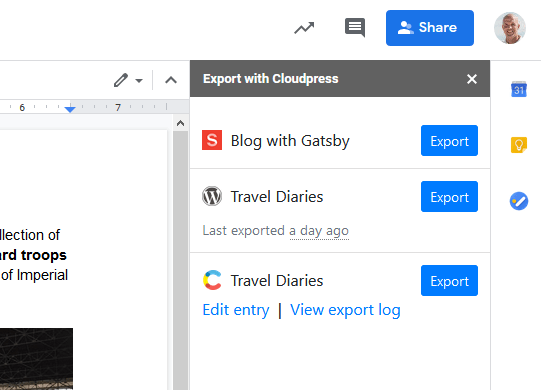 Share
Export with Cloudpress
6
7
31
S Blog with Gatsby Export
W Travel Diaries Export
Last exported a day ago
llection of
ard troops
of Imperial
Travel Diaries Export
Edit entry | View export log